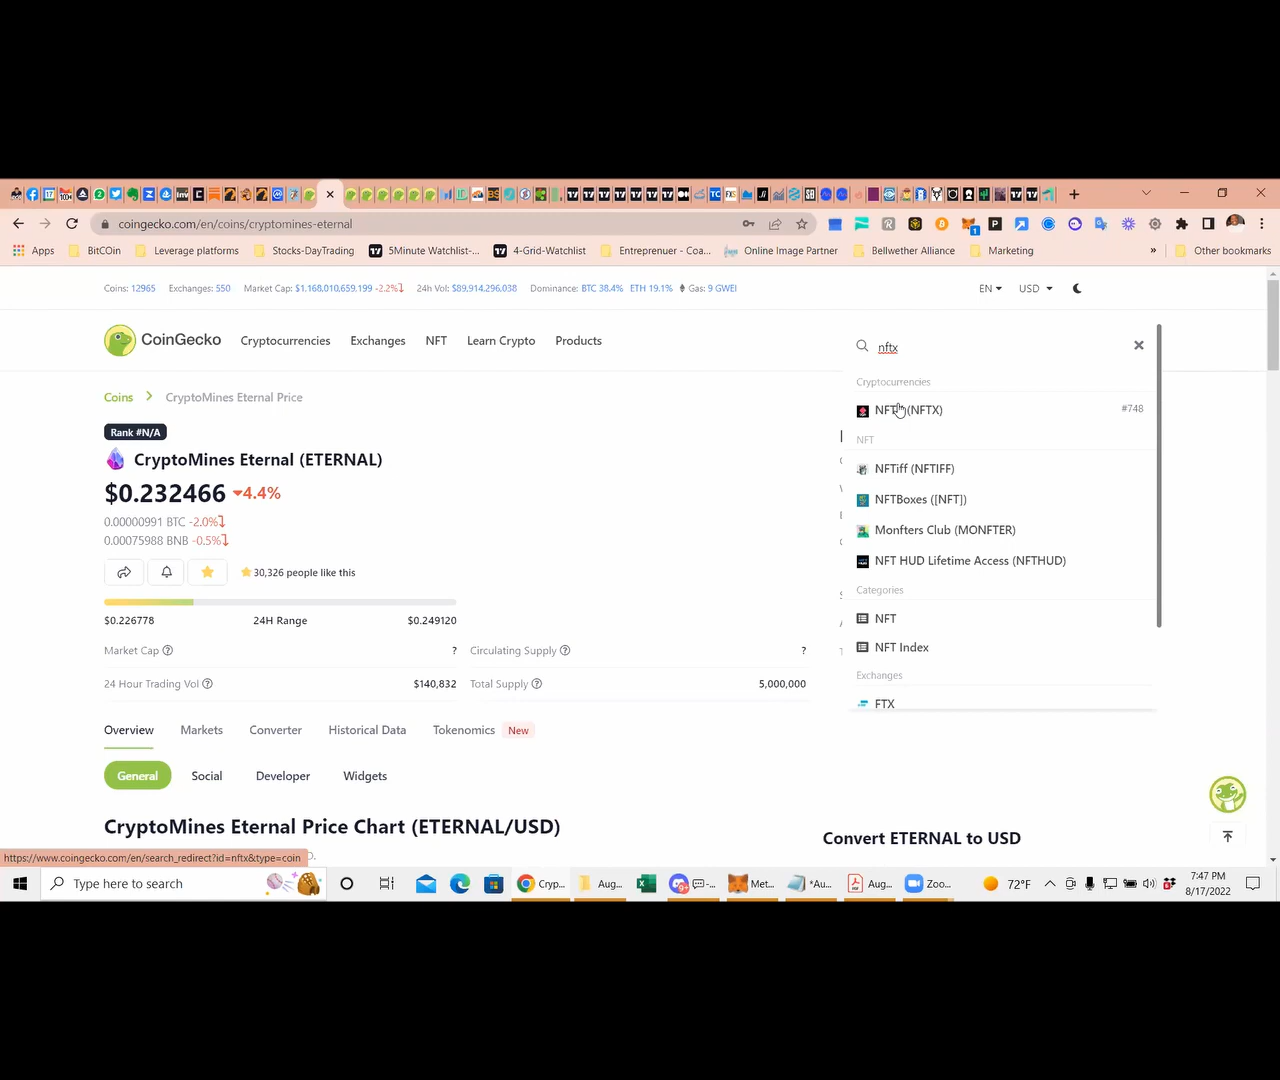 coingecko.com/en/coins/cryptomines-eternal
Apps BitCOin Leverage platforms Stocks-DayTrading 5Minute Watchlist-... 4-Grid-Watchlist Entreprenuer - Coa... Online Image Partner Bellwether Alliance Marketing » Other bookmarks
Coins: 12965 Exchanges: 550 Market Cap: $1,168,010,659.199 -2.2% 24h Vol: $89,914,296.038 Dominance: BTC 38.4% ETH 19.1% Gas: 9 GWEI EN USD
CoinGecko Cryptocurrencies Exchanges NFT Learn Crypto Products
nftx
Cryptocurrencies
Coins Cryptomines Eternal Price
(NFTX) #748
Rank #N/A
NFT
CryptoMines Eternal (ETERNAL)
NFTiff (NFTIFF)
$0.232466 4.4%
NFTBoxes ([NFT])
0.00000991 BTC -2.0%
Monfters Club (MONFTER)
0.00075988 BNB -0.5%
NFT HUD Lifetime Access (NFTHUD)
30,326 people like this
Categories
NFT
$0.226778 24H Range $0.249120
NFT Index
Market Cap ? ? Circulating Supply ? ?
Exchanges
24 Hour Trading Vol ? $140,832 Total Supply ? 5,000,000
FTX
Overview Markets Converter Historical Data Tokenomics New
General Social Developer Widgets
CryptoMines Eternal Price Chart (ETERNAL/USD)
Convert ETERNAL to USD
https://www.coingecko.com/en/search_redirect?id=nftx&type=coin
Type here to search Cryp... Aug... Met... *Au... Aug... Zoo... 72°F 7:47 PM
8/17/2022